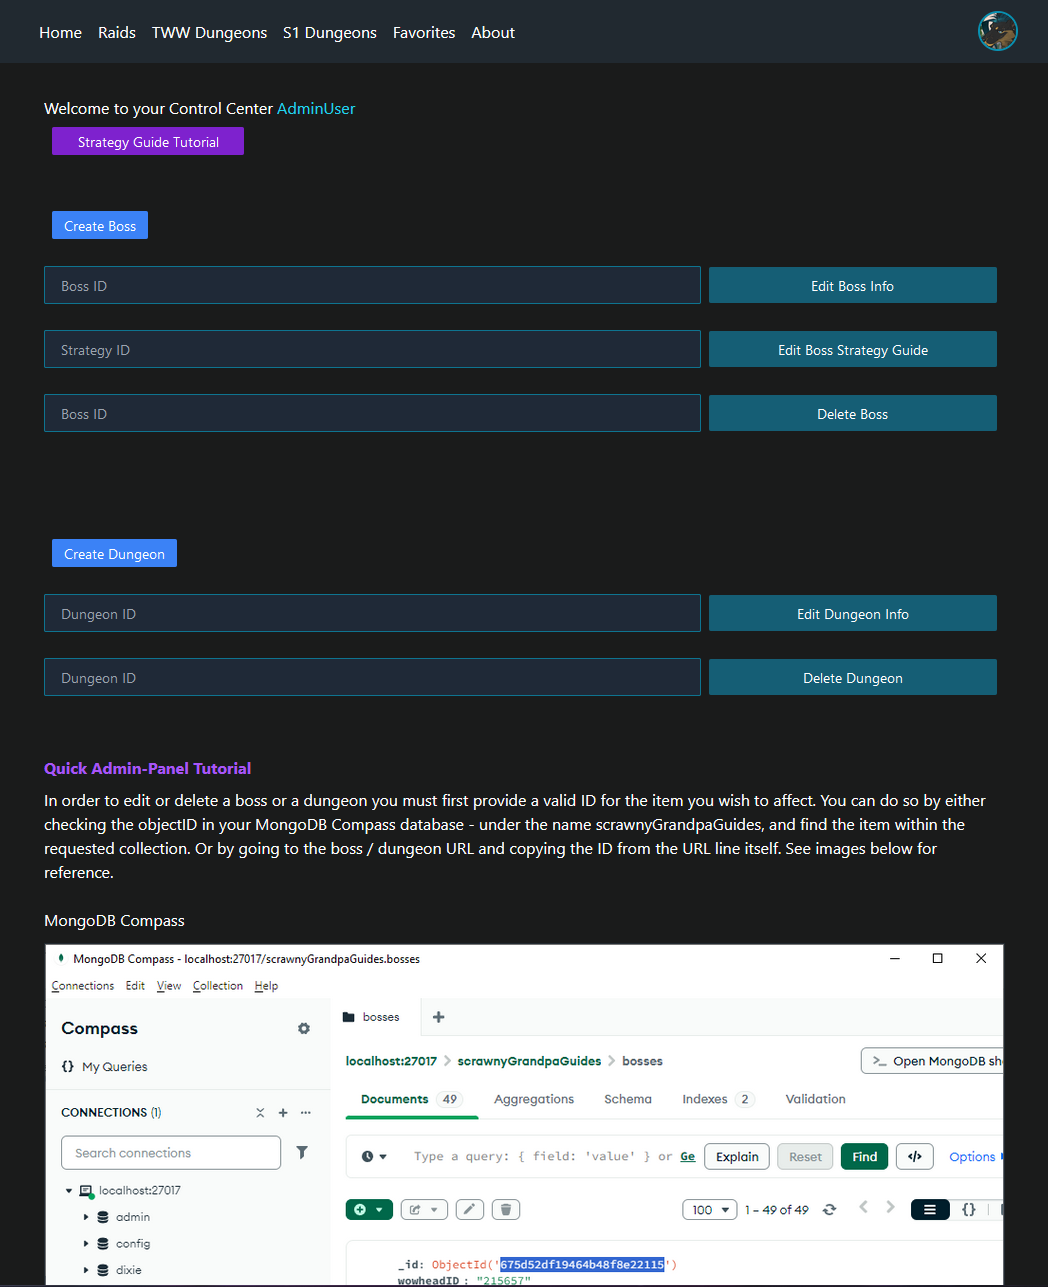 Home Raids TWW Dungeons S1 Dungeons Favorites About
Welcome to your Control Center AdminUser
Strategy Guide Tutorial
Create Boss
Boss ID Edit Boss Info
Strategy ID Edit Boss Strategy Guide
Boss ID Delete Boss
Create Dungeon
Dungeon ID Edit Dungeon Info
Dungeon ID Delete Dungeon
Quick Admin-Panel Tutorial
In order to edit or delete a boss or a dungeon you must first provide a valid ID for the item you wish to affect. You can do so by either
checking the objectID in your MongoDB Compass database - under the name scrawnyGrandpaGuides, and find the item within the
requested collection. Or by going to the boss / dungeon URL and copying the ID from the URL line itself. See images below for
reference.
MongoDB Compass
MongoDB Compass - localhost:27017/scrawnyGrandpaGuides.bosses
Connections Edit View Collection Help
Compass
{} My Queries
CONNECTIONS (1)
Search connections
localhost:27017
admin
config
dixie
bosses
localhost:27017 > scrawnyGrandpaGuides > bosses
>_ Open MongoDB sh
Documents 49 Aggregations Schema Indexes 2 Validation
Type a query: { field: 'value' } or Ge Explain Reset Find </> Options
100 1 – 49 of 49 {}
_id: ObjectId('675d52df19464b48f8e22115')
wowheadID : "215657"